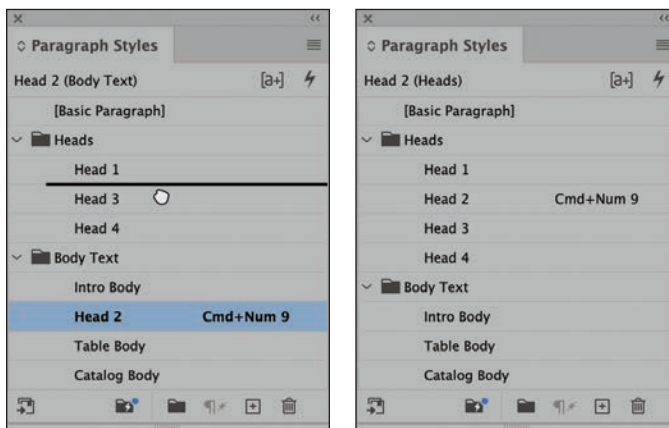 Paragraph Styles
Head 2 (Body Text) [a+]
[Basic Paragraph]
Heads
Head 1
Head 3
Head 4
Body Text
Intro Body
Head 2 Cmd+Num 9
Table Body
Catalog Body
Paragraph Styles
Head 2 (Heads) [a+]
[Basic Paragraph]
Heads
Head 1
Head 2 Cmd+Num 9
Head 3
Head 4
Body Text
Intro Body
Table Body
Catalog Body